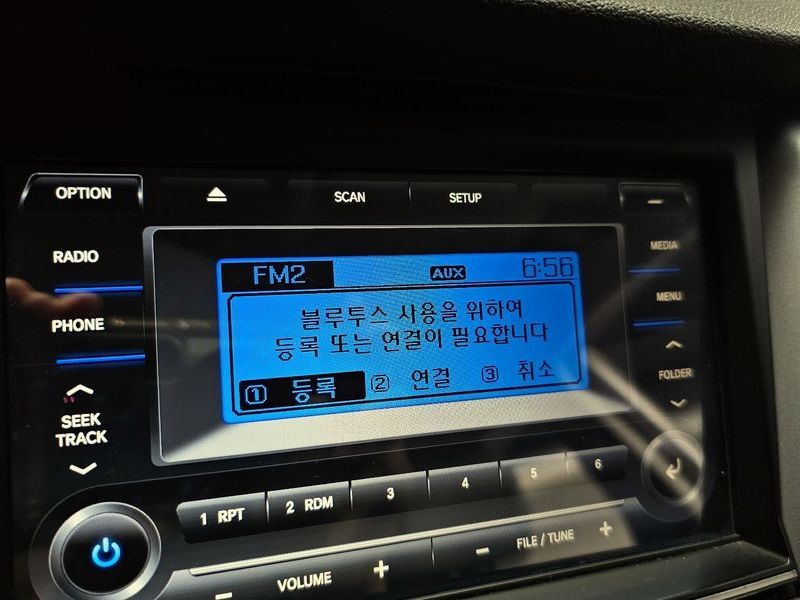 OPTION
SCAN
SETUP
RADIO
MEDIA
FM2 AUX 6:56
블루투스 사용을 위하여
등록 또는 연결이 필요합니다
1 등록 2 연결 3 취소
PHONE
MENU
SEEK
TRACK
FOLDER
1 RPT 2 RDM 3 4 5 6
VOLUME +
- FILE / TUNE +
-